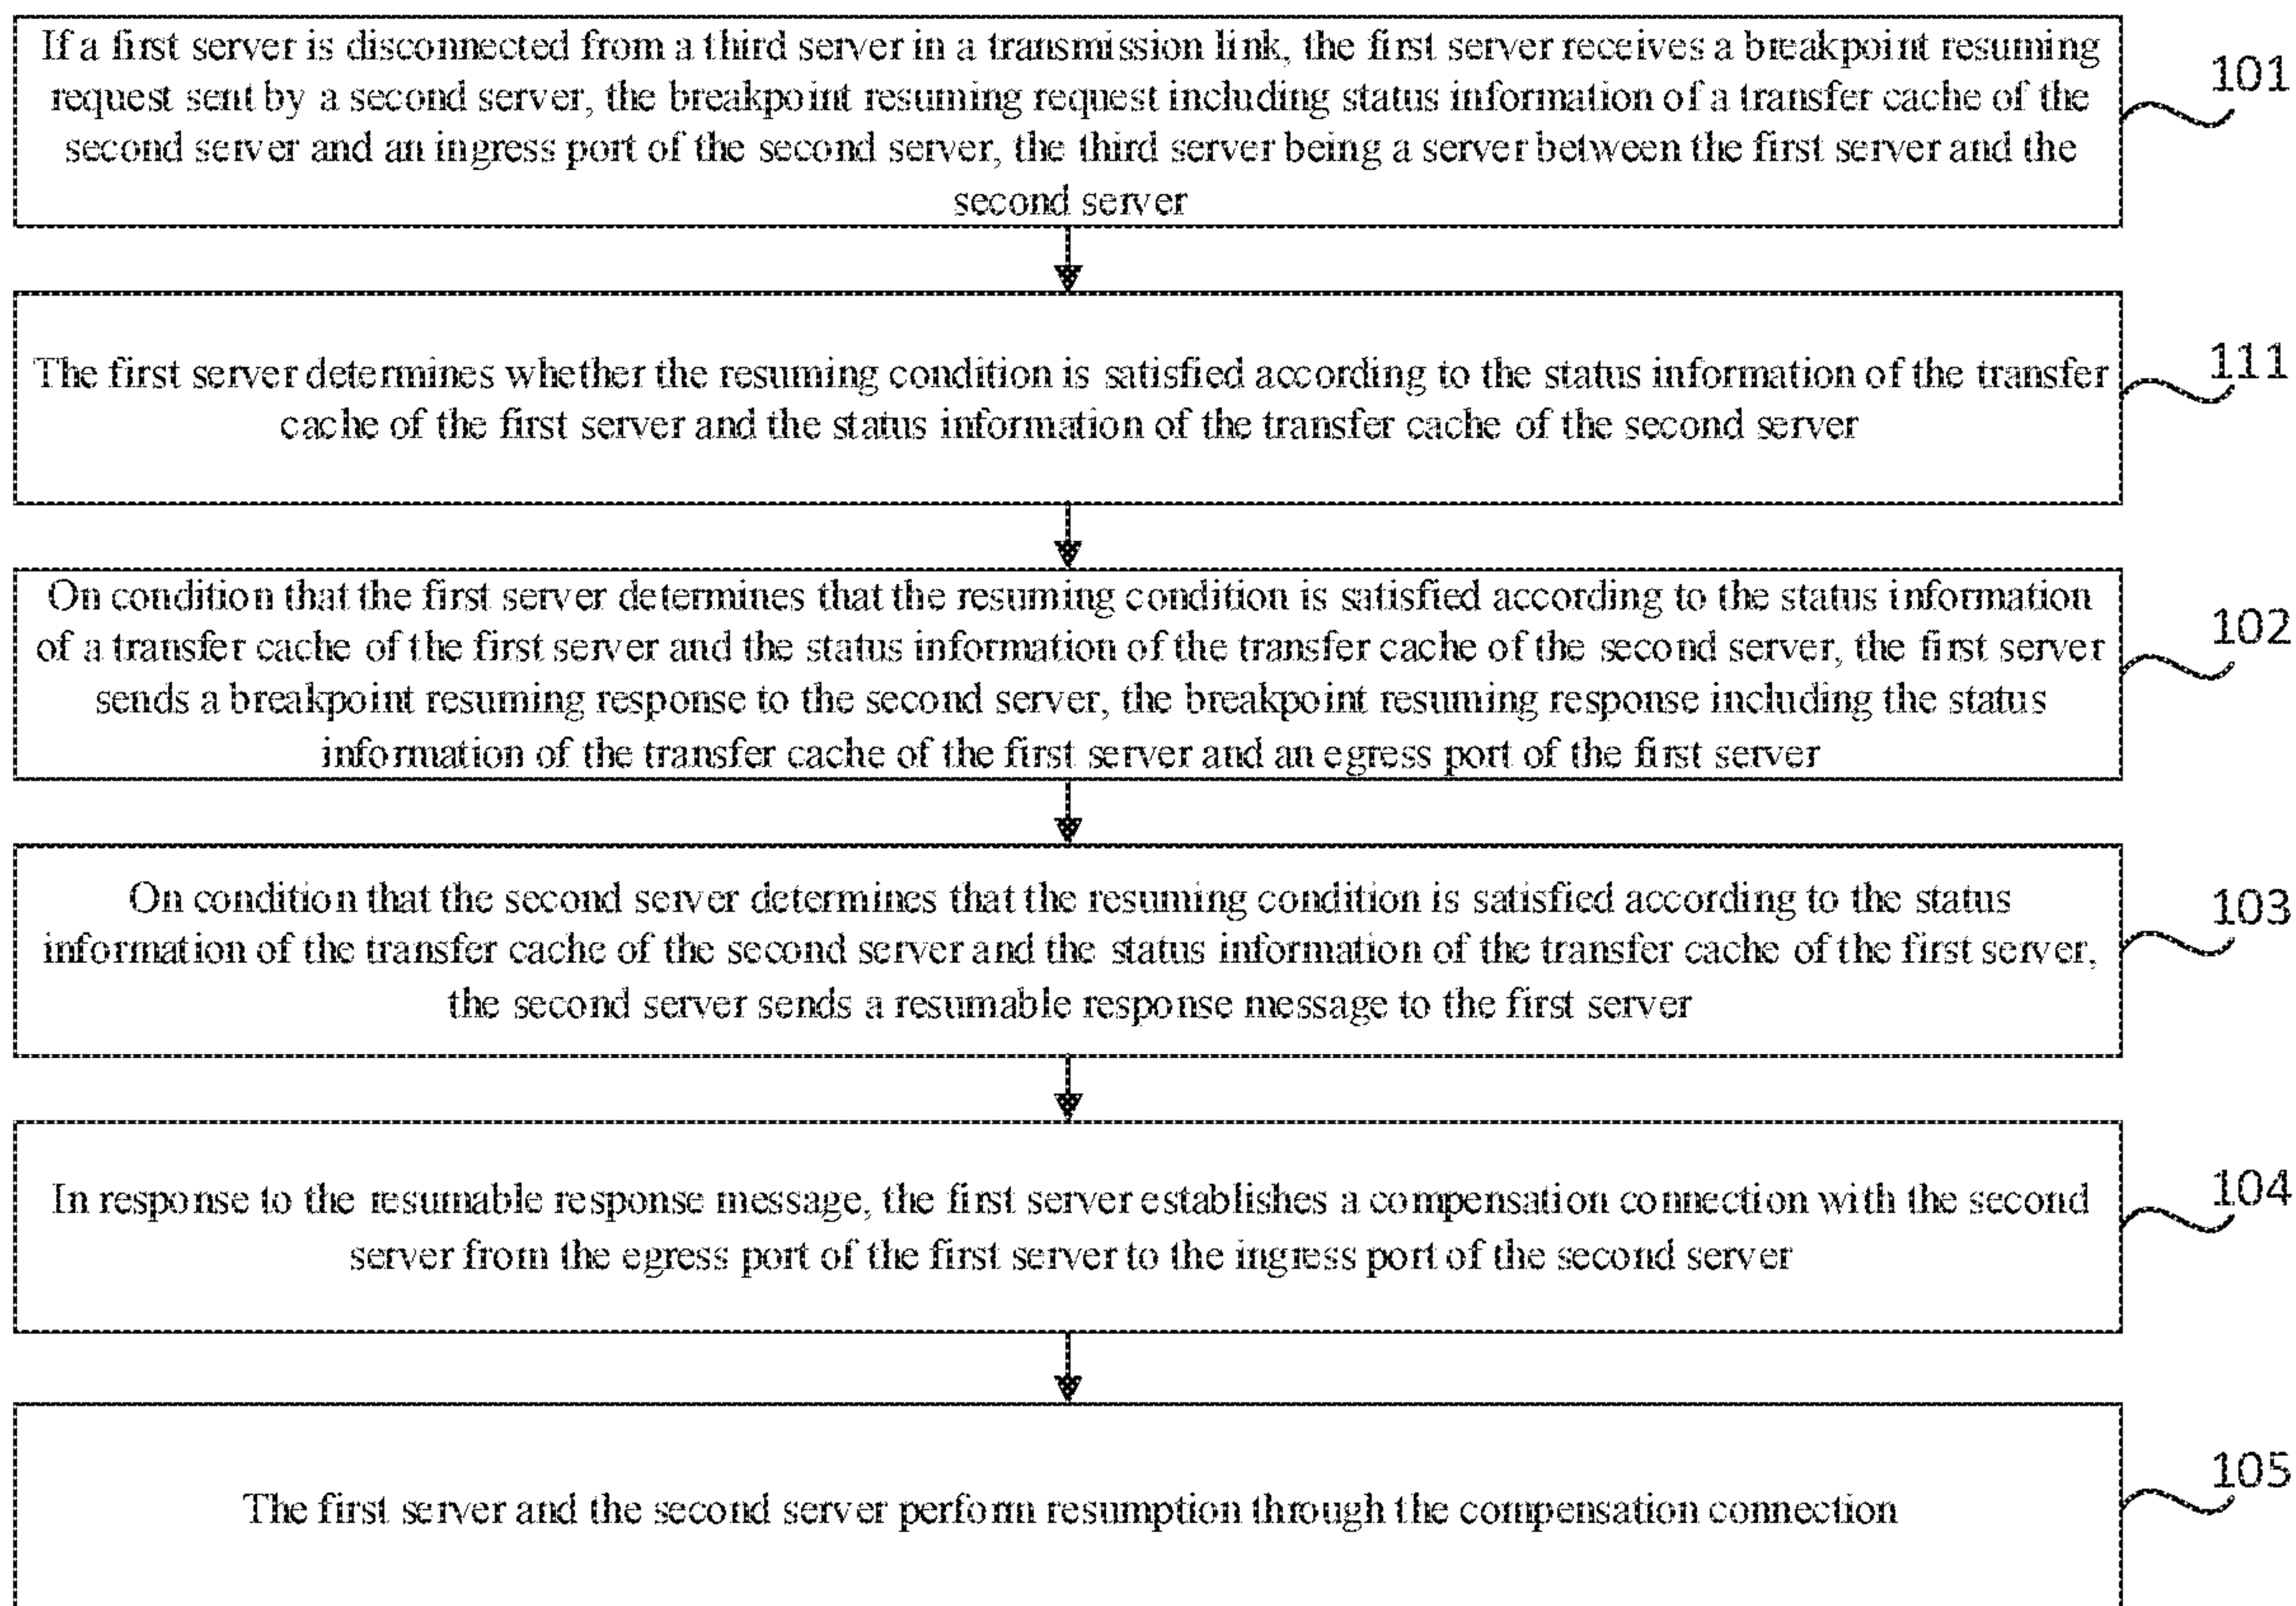 If a first server is disconnected from a third server in a transmission link, the first server receives a breakpoint resuming
request sent by a second server, the breakpoint resuming request including status information of a transfer cache of the
second server and an ingress port of the second server, the third server being a server between the first server and the
second server
101
The first server determines whether the resuming condition is satisfied according to the status information of the transfer
cache of the first server and the status information of the transfer cache of the second server
111
On condition that the first server determines that the resuming condition is satisfied according to the status information
of a transfer cache of the first server and the status information of the transfer cache of the second server, the first server
sends a breakpoint resuming response to the second server, the breakpoint resuming response including the status
information of the transfer cache of the first server and an egress port of the first server
102
On condition that the second server determines that the resuming condition is satisfied according to the status
information of the transfer cache of the second server and the status information of the transfer cache of the first server,
the second server sends a resumable response message to the first server
103
In response to the resumable response message, the first server establishes a compensation connection with the second
server from the egress port of the first server to the ingress port of the second server
104
The first server and the second server perform resumption through the compensation connection
105